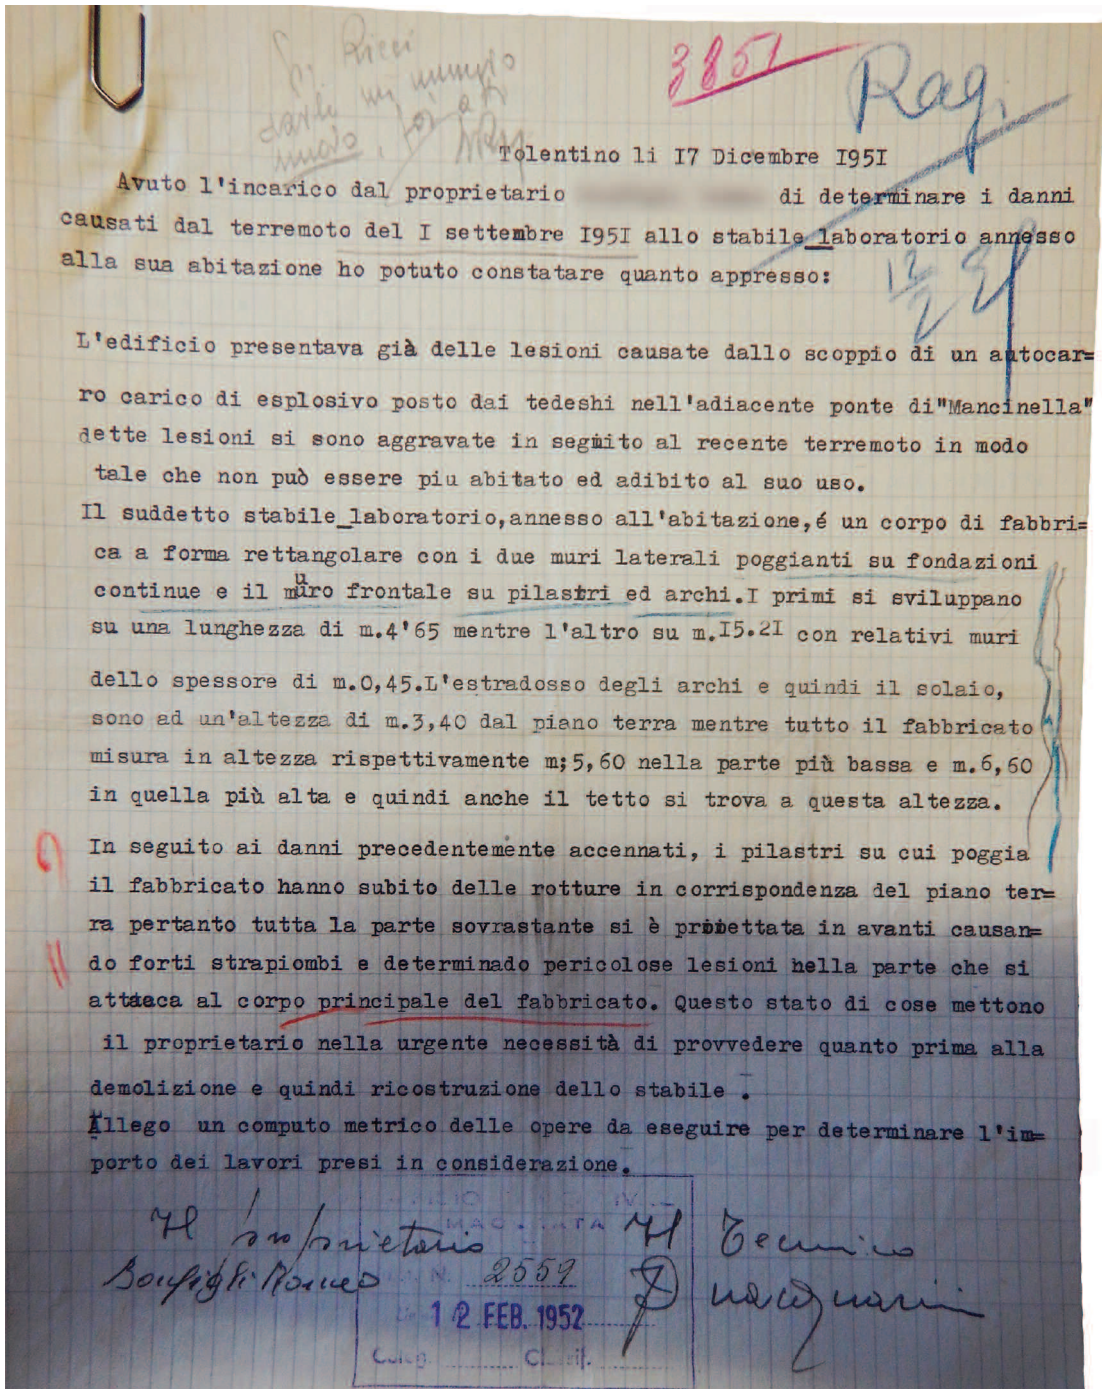 S. Ricci
darli un numero
nuovo, poi a
3851
Rag.
Tolentino li I7 Dicembre I95I
Avuto l'incarico dal proprietario di determinare i danni
causati dal terremoto del I settembre I95I allo stabile_laboratorio annesso
alla sua abitazione ho potuto constatare quanto appresso:
12/2
L'edificio presentava già delle lesioni causate dallo scoppio di un autocar=
ro carico di esplosivo posto dai tedeshi nell'adiacente ponte di"Mancinella"
dette lesioni si sono aggravate in segmito al recente terremoto in modo
tale che non può essere piu abitato ed adibito al suo uso.
Il suddetto stabile_laboratorio,annesso all'abitazione,é un corpo di fabbri=
ca a forma rettangolare con i due muri laterali poggianti su fondazioni
continue e il muro frontale su pilastri ed archi.I primi si sviluppano
su una lunghezza di m.4'65 mentre l'altro su m.I5.2I con relativi muri
dello spessore di m.0,45.L'estradosso degli archi e quindi il solaio,
sono ad un'altezza di m.3,40 dal piano terra mentre tutto il fabbricato
misura in altezza rispettivamente m;5,60 nella parte più bassa e m.6,60
in quella più alta e quindi anche il tetto si trova a questa altezza.
In seguito ai danni precedentemente accennati, i pilastri su cui poggia
il fabbricato hanno subito delle rotture in corrispondenza del piano ter=
ra pertanto tutta la parte sovrastante si è proiettata in avanti causan=
do forti strapiombi e determinado pericolose lesioni nella parte che si
attacca al corpo principale del fabbricato. Questo stato di cose mettono
il proprietario nella urgente necessità di provvedere quanto prima alla
demolizione e quindi ricostruzione dello stabile .
Allego un computo metrico delle opere da eseguire per determinare l'im=
porto dei lavori presi in considerazione.
MACERATA
Il proprietario Il Tecnico
Bonfigli Romeo
N. 2559
12 FEB. 1952
Categ. Classif.